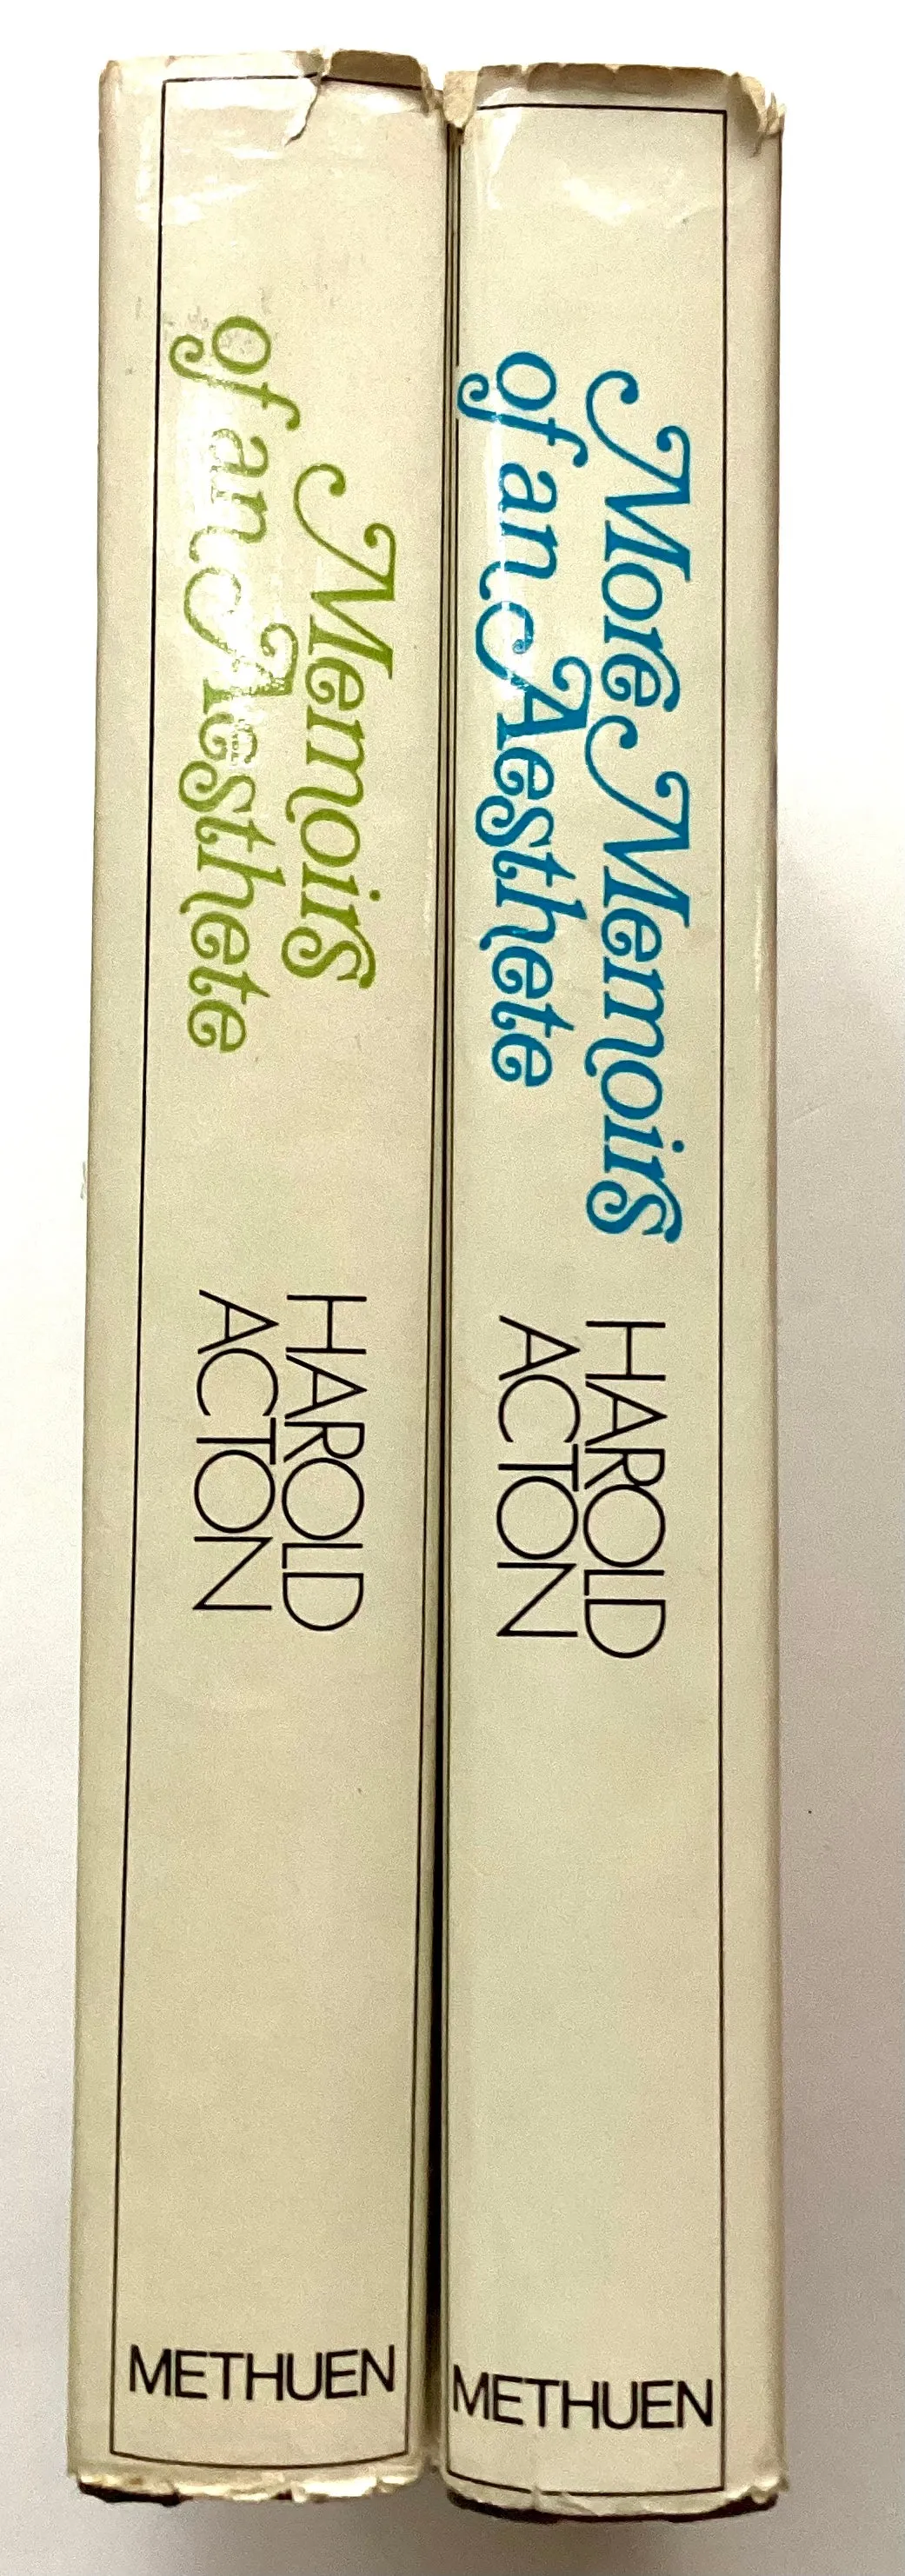 Memoirs
of an Aesthete
HAROLD
ACTON
METHUEN
More Memoirs
of an Aesthete
HAROLD
ACTON
METHUEN